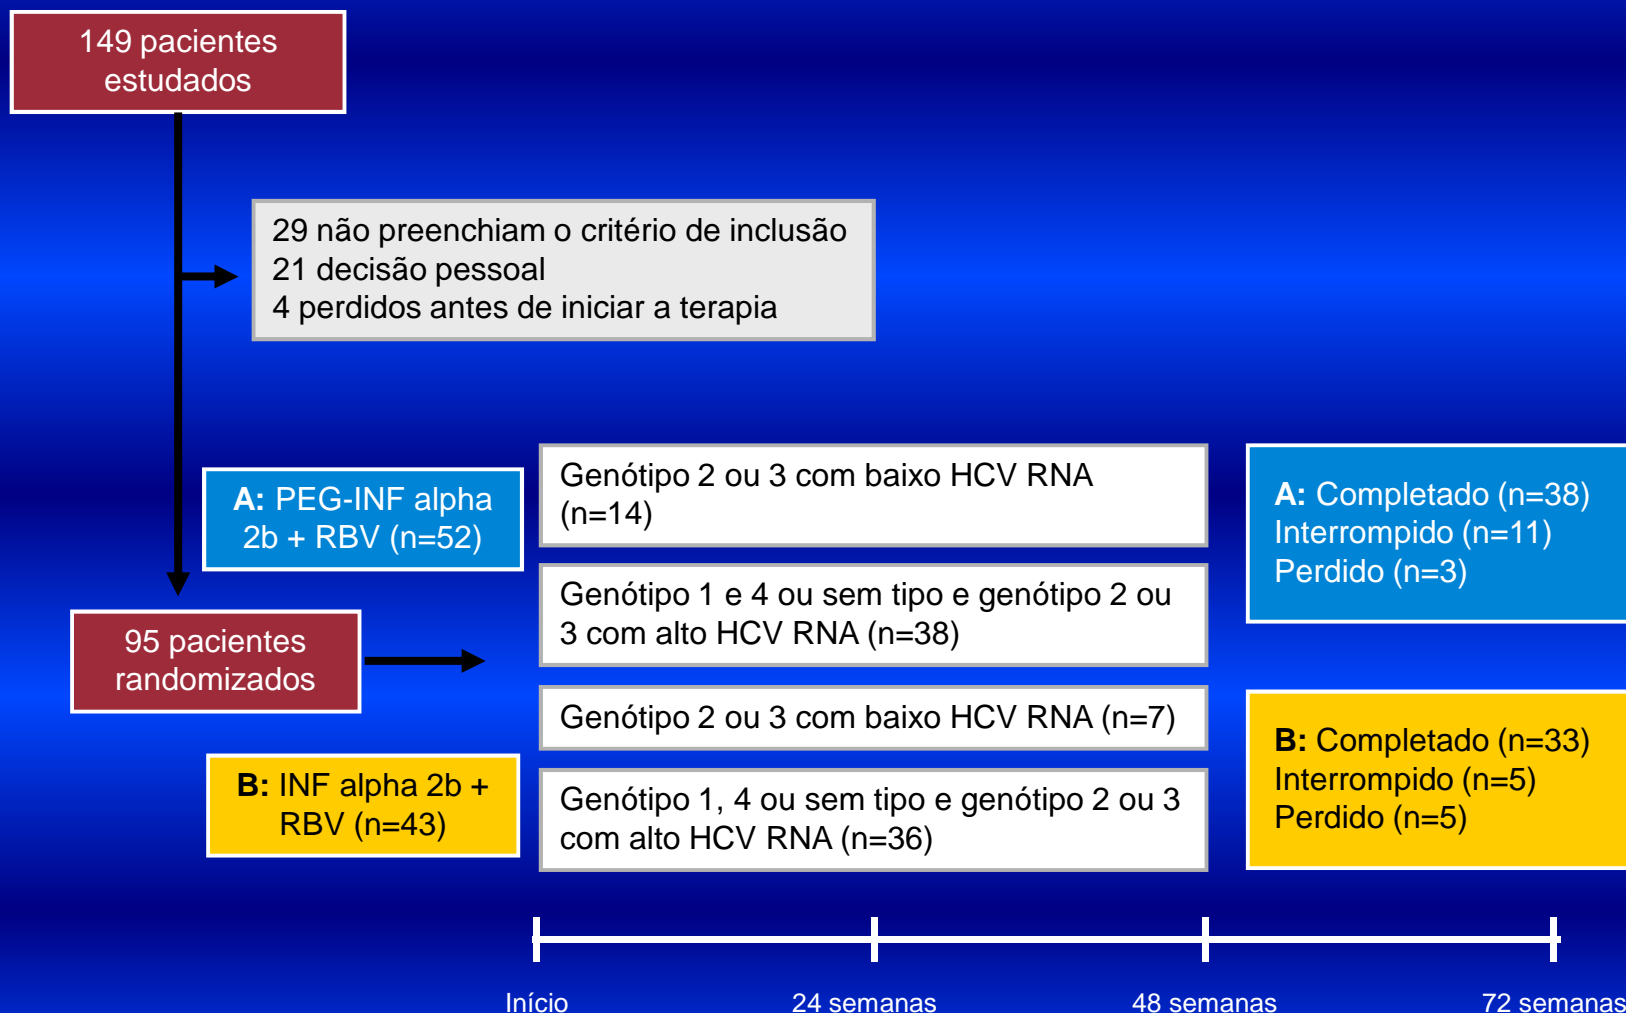 149 pacientes
estudados
29 não preenchiam o critério de inclusão
21 decisão pessoal
4 perdidos antes de iniciar a terapia
A: PEG-INF alpha
2b + RBV (n=52)
95 pacientes
randomizados
B: INF alpha 2b +
RBV (n=43)
Genótipo 2 ou 3 com baixo HCV RNA
(n=14)
Genótipo 1 e 4 ou sem tipo e genótipo 2 ou
3 com alto HCV RNA (n=38)
Genótipo 2 ou 3 com baixo HCV RNA (n=7)
Genótipo 1, 4 ou sem tipo e genótipo 2 ou 3
com alto HCV RNA (n=36)
A: Completado (n=38)
Interrompido (n=11)
Perdido (n=3)
B: Completado (n=33)
Interrompido (n=5)
Perdido (n=5)
Início
24 semanas
48 semanas
72 semanas